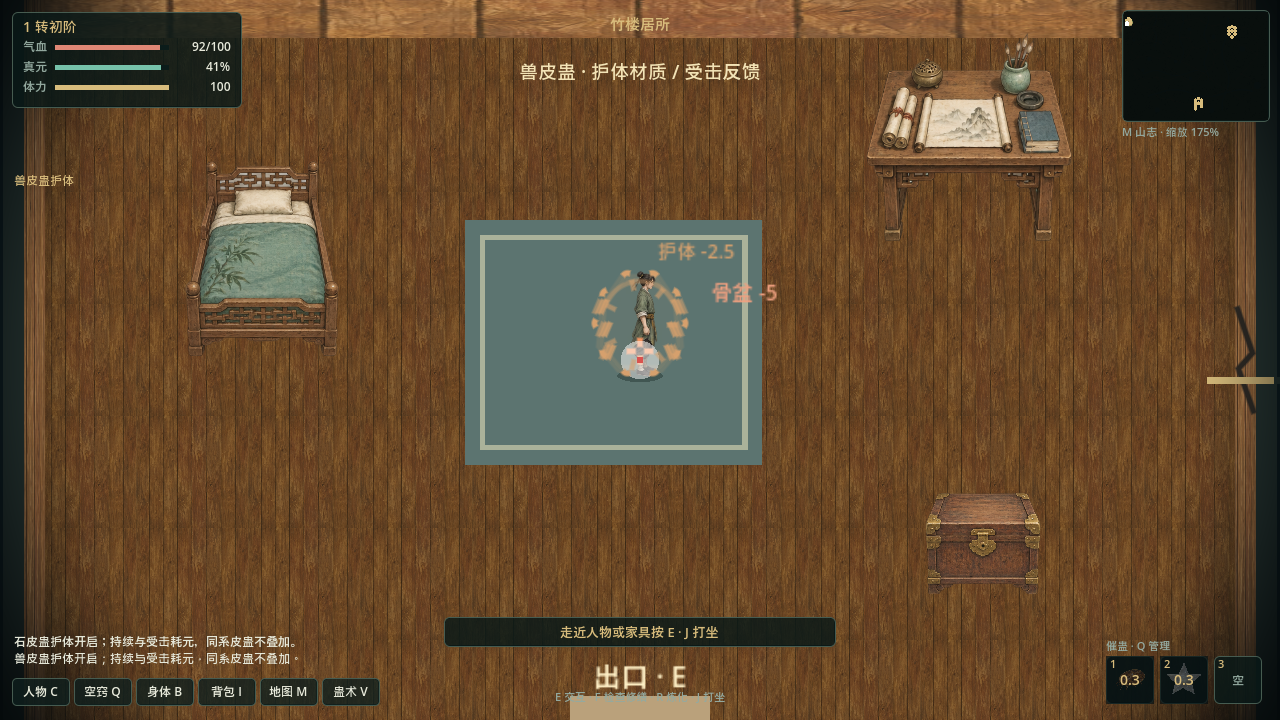 1 转初阶
气血 92/100
真元 41%
体力 100
竹楼居所
兽皮蛊 · 护体材质 / 受击反馈
M 山志 · 缩放 175%
兽皮蛊护体
护体 -2.5
骨盆 -5
石皮蛊护体开启；持续与受击耗元，同系皮蛊不叠加。
兽皮蛊护体开启；持续与受击耗元，同系皮蛊不叠加。
走近人物或家具按 E · J 打坐
出口 · E
J 打坐
人物 C
空窍 Q
身体 B
背包 I
地图 M
蛊术 V
催蛊 · Q 管理
1 0.3
2 0.3
3 空